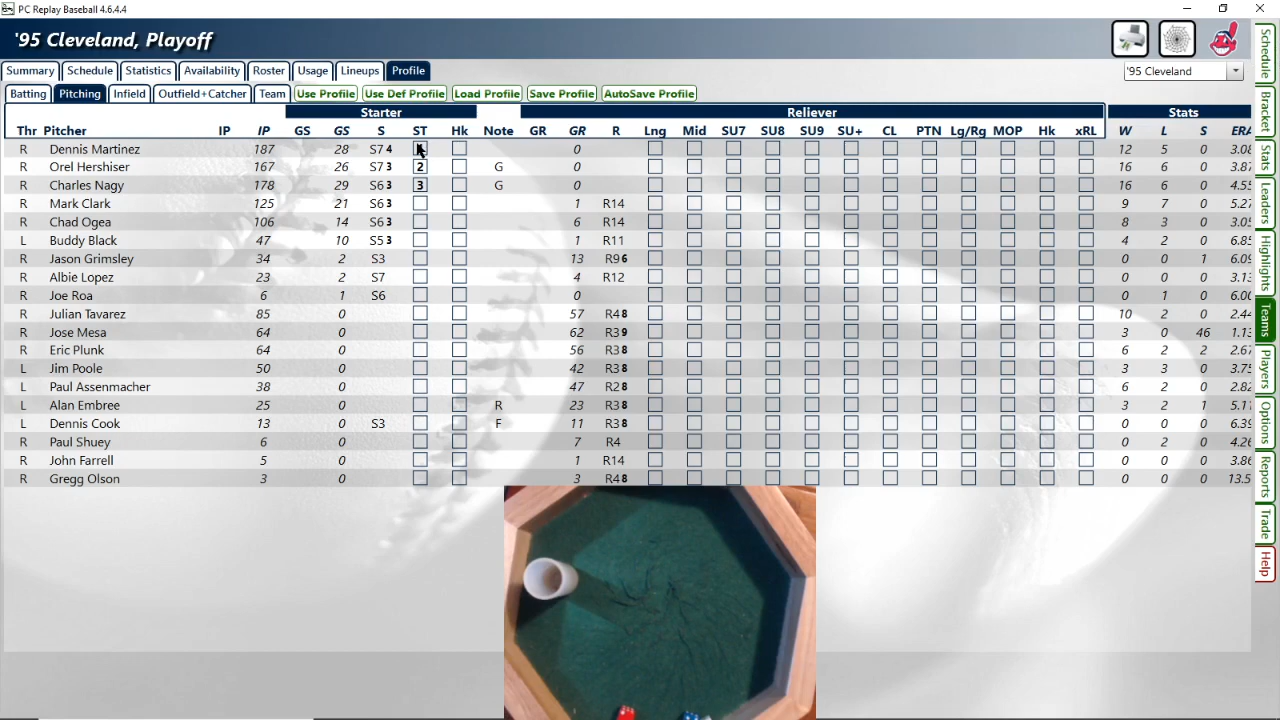 PC Replay Baseball 4.6.4.4
'95 Cleveland, Playoff
Summary Schedule Statistics Availability Roster Usage Lineups Profile '95 Cleveland
Batting Pitching Infield Outfield+Catcher Team Use Profile Use Def Profile Load Profile Save Profile AutoSave Profile
Starter Reliever Stats
Thr Pitcher IP IP GS GS S ST Hk Note GR GR R Lng Mid SU7 SU8 SU9 SU+ CL PTN Lg/Rg MOP Hk xRL W L S ERA
R Dennis Martinez 187 28 S7 4 0 12 5 0 3.08
R Orel Hershiser 167 26 S7 3 2 G 0 16 6 0 3.87
R Charles Nagy 178 29 S6 3 3 G 0 16 6 0 4.55
R Mark Clark 125 21 S6 3 1 R14 9 7 0 5.27
R Chad Ogea 106 14 S6 3 6 R14 8 3 0 3.05
L Buddy Black 47 10 S5 3 1 R11 4 2 0 6.85
R Jason Grimsley 34 2 S3 13 R9 6 0 0 1 6.09
R Albie Lopez 23 2 S7 4 R12 0 0 0 3.13
R Joe Roa 6 1 S6 0 0 1 0 6.00
R Julian Tavarez 85 0 57 R4 8 10 2 0 2.44
R Jose Mesa 64 0 62 R3 9 3 0 46 1.13
R Eric Plunk 64 0 56 R3 8 6 2 2 2.67
L Jim Poole 50 0 42 R3 8 3 3 0 3.75
L Paul Assenmacher 38 0 47 R2 8 6 2 0 2.82
L Alan Embree 25 0 R 23 R3 8 3 2 1 5.11
L Dennis Cook 13 0 S3 F 11 R3 8 0 0 0 6.39
R Paul Shuey 6 0 7 R4 0 2 0 4.26
R John Farrell 5 0 1 R14 0 0 0 3.86
R Gregg Olson 3 0 3 R4 8 0 0 0 13.5
Schedule
Bracket
Stats
Leaders
Highlights
Teams
Players
Options
Reports
Trade
Help